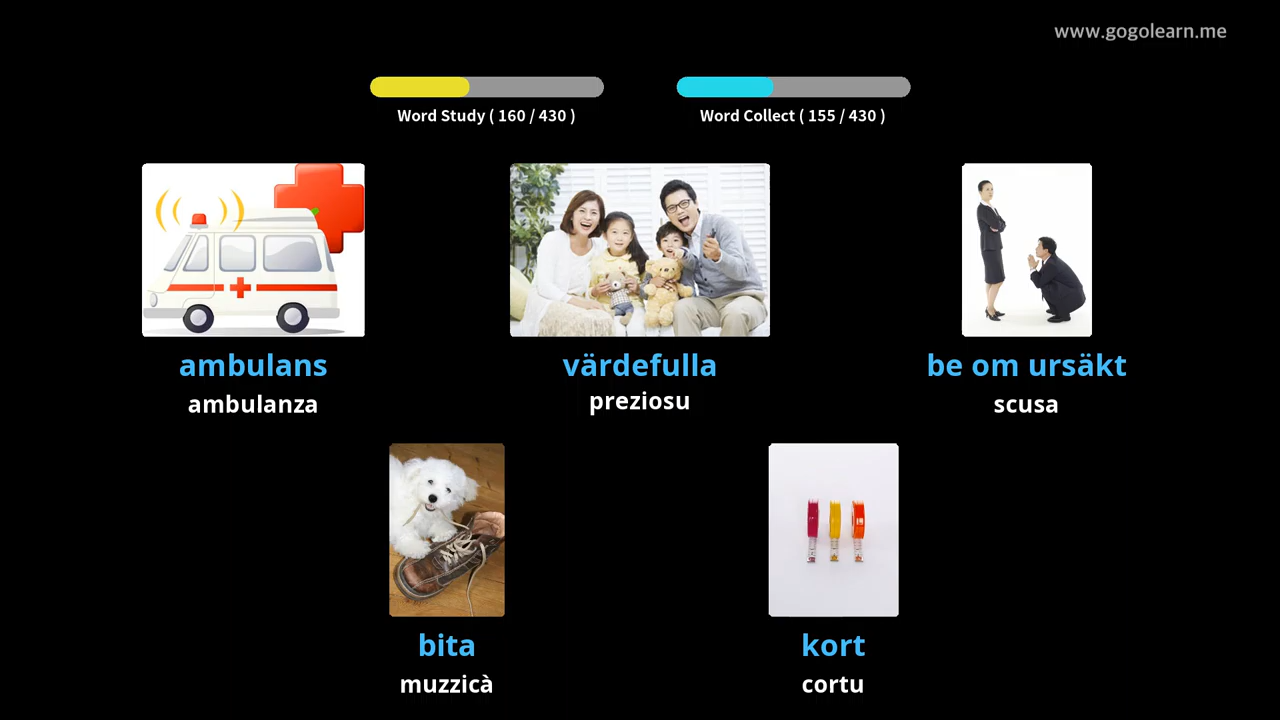 www.gogolearn.me
Word Study ( 160 / 430 )
Word Collect ( 155 / 430 )
ambulans
ambulanza
värdefulla
preziosu
be om ursäkt
scusa
bita
muzzicà
kort
cortu